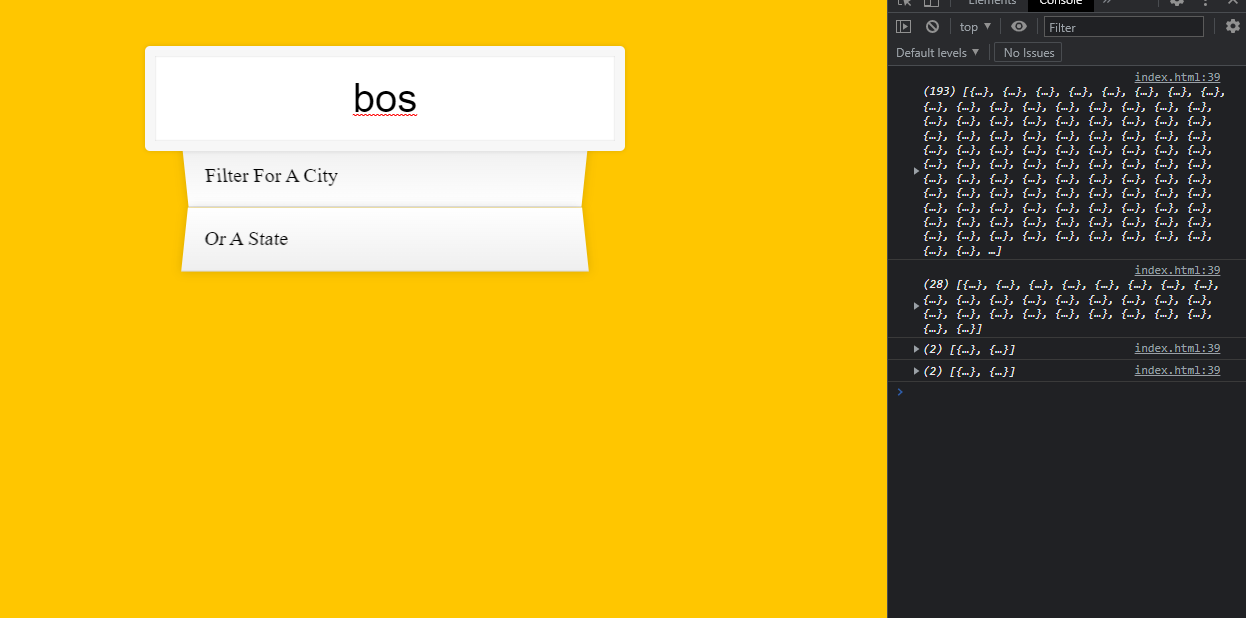 Elements Console »
top ▼ Filter
Default levels ▼ No Issues
bos
Filter For A City
Or A State
index.html:39
(193) [{…}, {…}, {…}, {…}, {…}, {…}, {…}, {…},
{…}, {…}, {…}, {…}, {…}, {…}, {…}, {…}, {…},
{…}, {…}, {…}, {…}, {…}, {…}, {…}, {…}, {…},
{…}, {…}, {…}, {…}, {…}, {…}, {…}, {…}, {…},
{…}, {…}, {…}, {…}, {…}, {…}, {…}, {…}, {…},
{…}, {…}, {…}, {…}, {…}, {…}, {…}, {…}, {…},
{…}, {…}, {…}, {…}, {…}, {…}, {…}, {…}, {…},
{…}, {…}, {…}, {…}, {…}, {…}, {…}, {…}, {…},
{…}, {…}, {…}, {…}, {…}, {…}, {…}, {…}, {…},
{…}, {…}, {…}, {…}, {…}, {…}, {…}, {…}, {…},
{…}, {…}, {…}, {…}, {…}, {…}, {…}, {…}, {…},
{…}, {…}, …]
index.html:39
(28) [{…}, {…}, {…}, {…}, {…}, {…}, {…}, {…},
{…}, {…}, {…}, {…}, {…}, {…}, {…}, {…}, {…},
{…}, {…}, {…}, {…}, {…}, {…}, {…}, {…}, {…},
{…}, {…}]
(2) [{…}, {…}] index.html:39
(2) [{…}, {…}] index.html:39